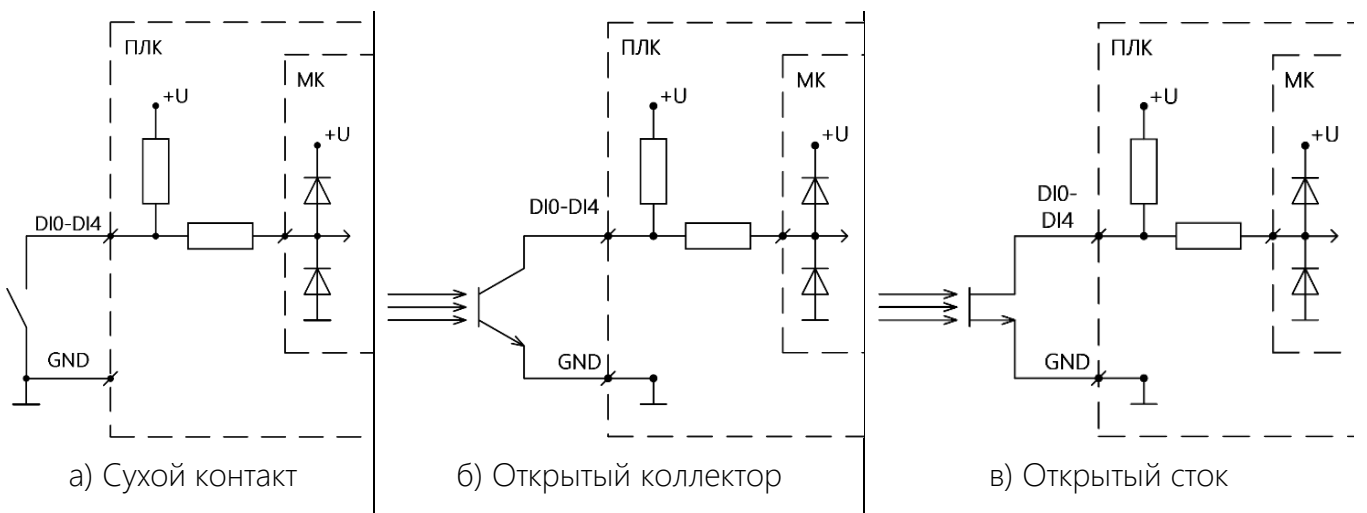 ПЛК
МК
+U
+U
DI0-DI4
GND
а) Сухой контакт
ПЛК
МК
+U
+U
DI0-DI4
GND
б) Открытый коллектор
ПЛК
МК
+U
+U
DI0-
DI4
GND
в) Открытый сток